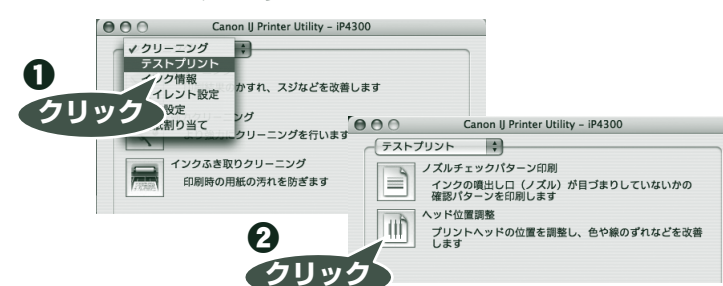 Canon IJ Printer Utility – iP4300
クリーニング
テストプリント
インク情報
イレント設定
設定
割り当て
かすれ、スジなどを改善します
クリーニングを行います
インクふき取りクリーニング
印刷時の用紙の汚れを防ぎます
❶
クリック
Canon IJ Printer Utility – iP4300
テストプリント
ノズルチェックパターン印刷
インクの噴出し口（ノズル）が目づまりしていないかの
確認パターンを印刷します
ヘッド位置調整
プリントヘッドの位置を調整し、色や線のずれなどを改善
します
❷
クリック